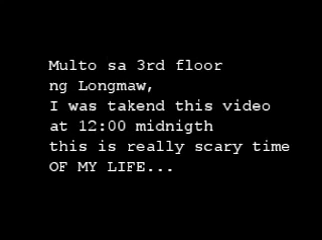 Multo sa 3rd floor
ng Longmaw,
I was takend this video
at 12:00 midnigth
this is really scary time
OF MY LIFE...